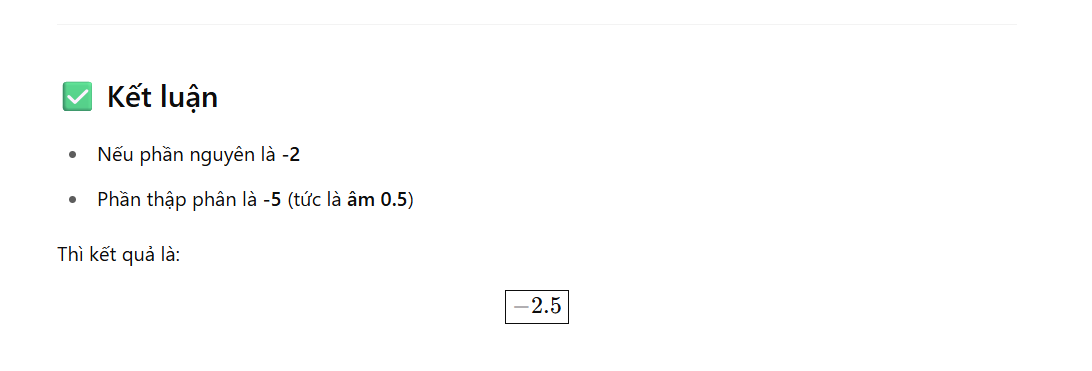 ✅ Kết luận
• Nếu phần nguyên là -2
• Phần thập phân là -5 (tức là âm 0.5)
Thì kết quả là:
−2.5